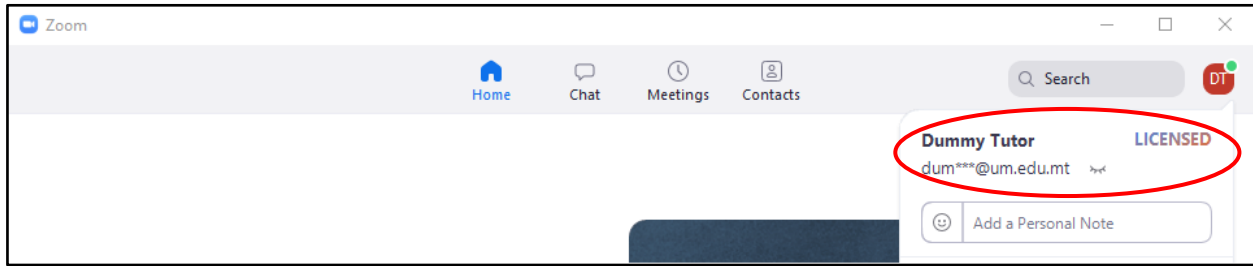 Zoom
Home Chat Meetings Contacts
Search
DT
Dummy Tutor LICENSED
dum***@um.edu.mt
Add a Personal Note